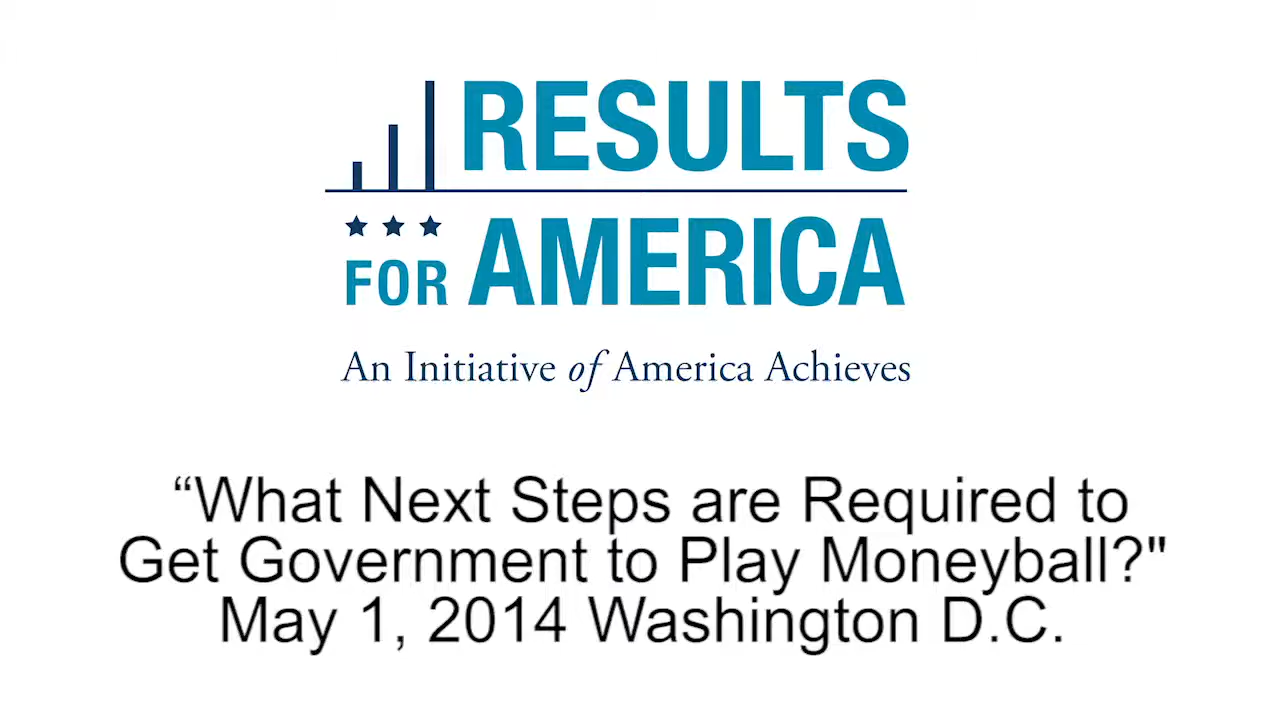 RESULTS
FOR AMERICA
An Initiative of America Achieves
“What Next Steps are Required to
Get Government to Play Moneyball?"
May 1, 2014 Washington D.C.